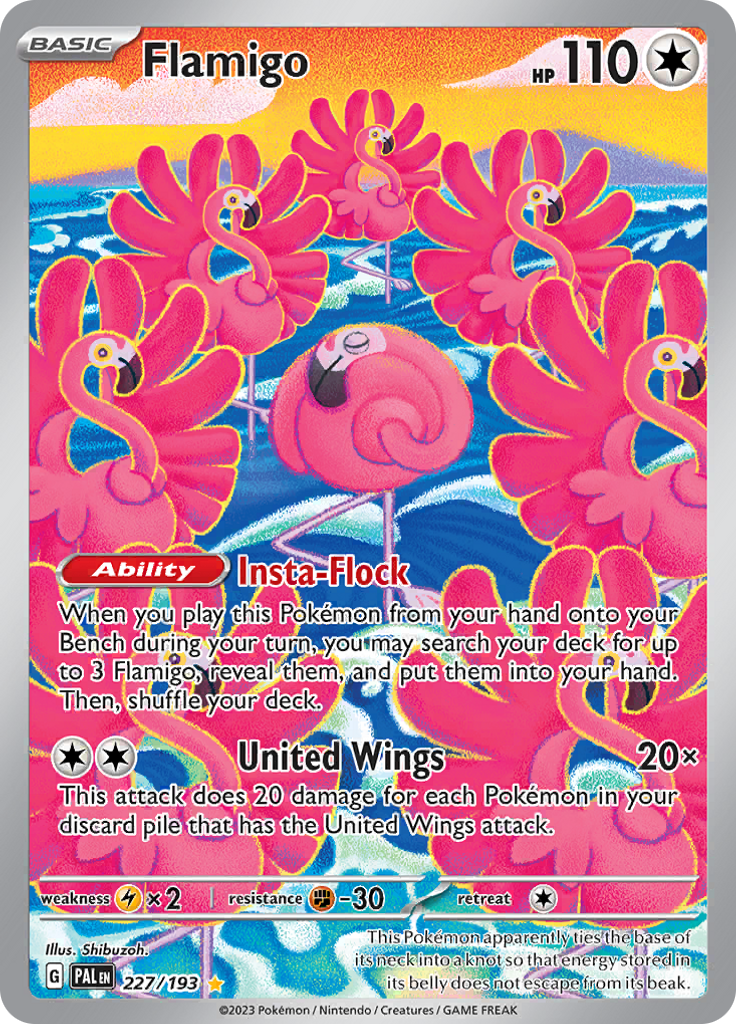 BASIC Flamigo HP 110
Ability Insta-Flock
When you play this Pokémon from your hand onto your
Bench during your turn, you may search your deck for up
to 3 Flamigo, reveal them, and put them into your hand.
Then, shuffle your deck.
United Wings 20×
This attack does 20 damage for each Pokémon in your
discard pile that has the United Wings attack.
weakness ×2 resistance -30 retreat
Illus. Shibuzoh.
G PAL EN 227/193
This Pokémon apparently ties the base of
its neck into a knot so that energy stored in
its belly does not escape from its beak.
©2023 Pokémon / Nintendo / Creatures / GAME FREAK